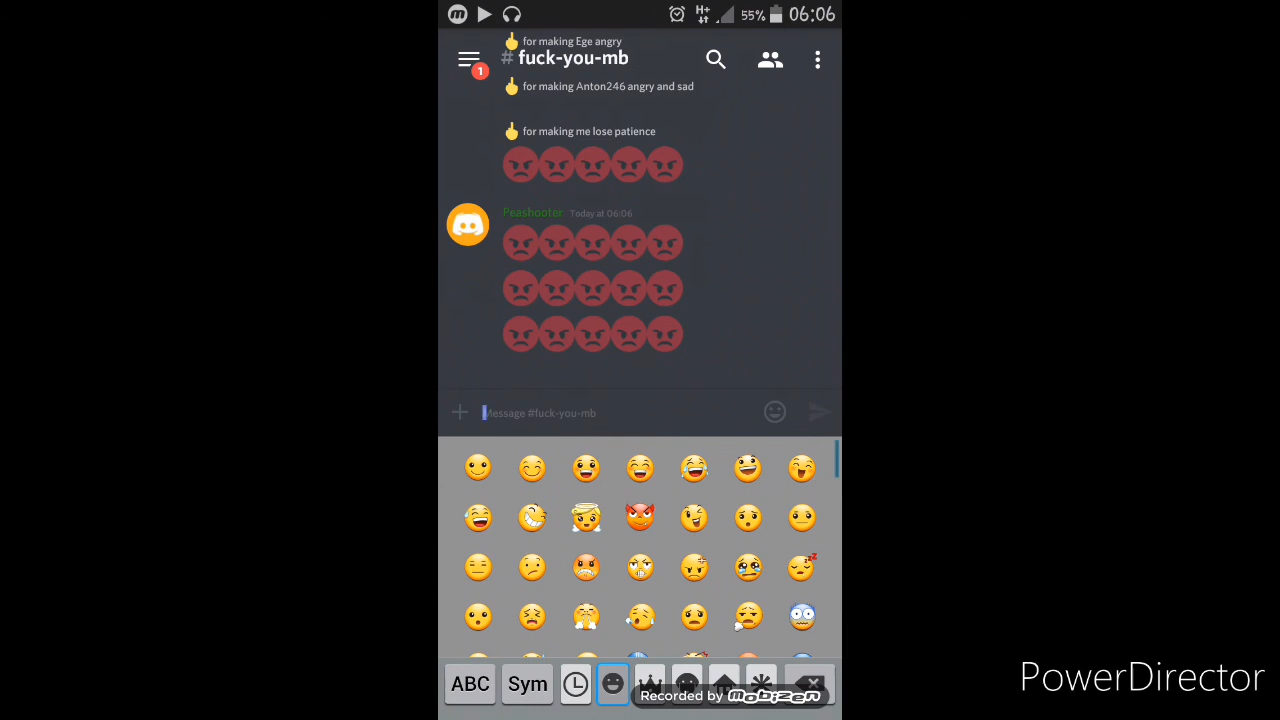 55% 06:06
🖕 for making Ege angry
# fuck-you-mb
1
🖕 for making Anton246 angry and sad
🖕 for making me lose patience
Peashooter Today at 06:06
Message #fuck-you-mb
ABC Sym
Recorded by mobizen
PowerDirector